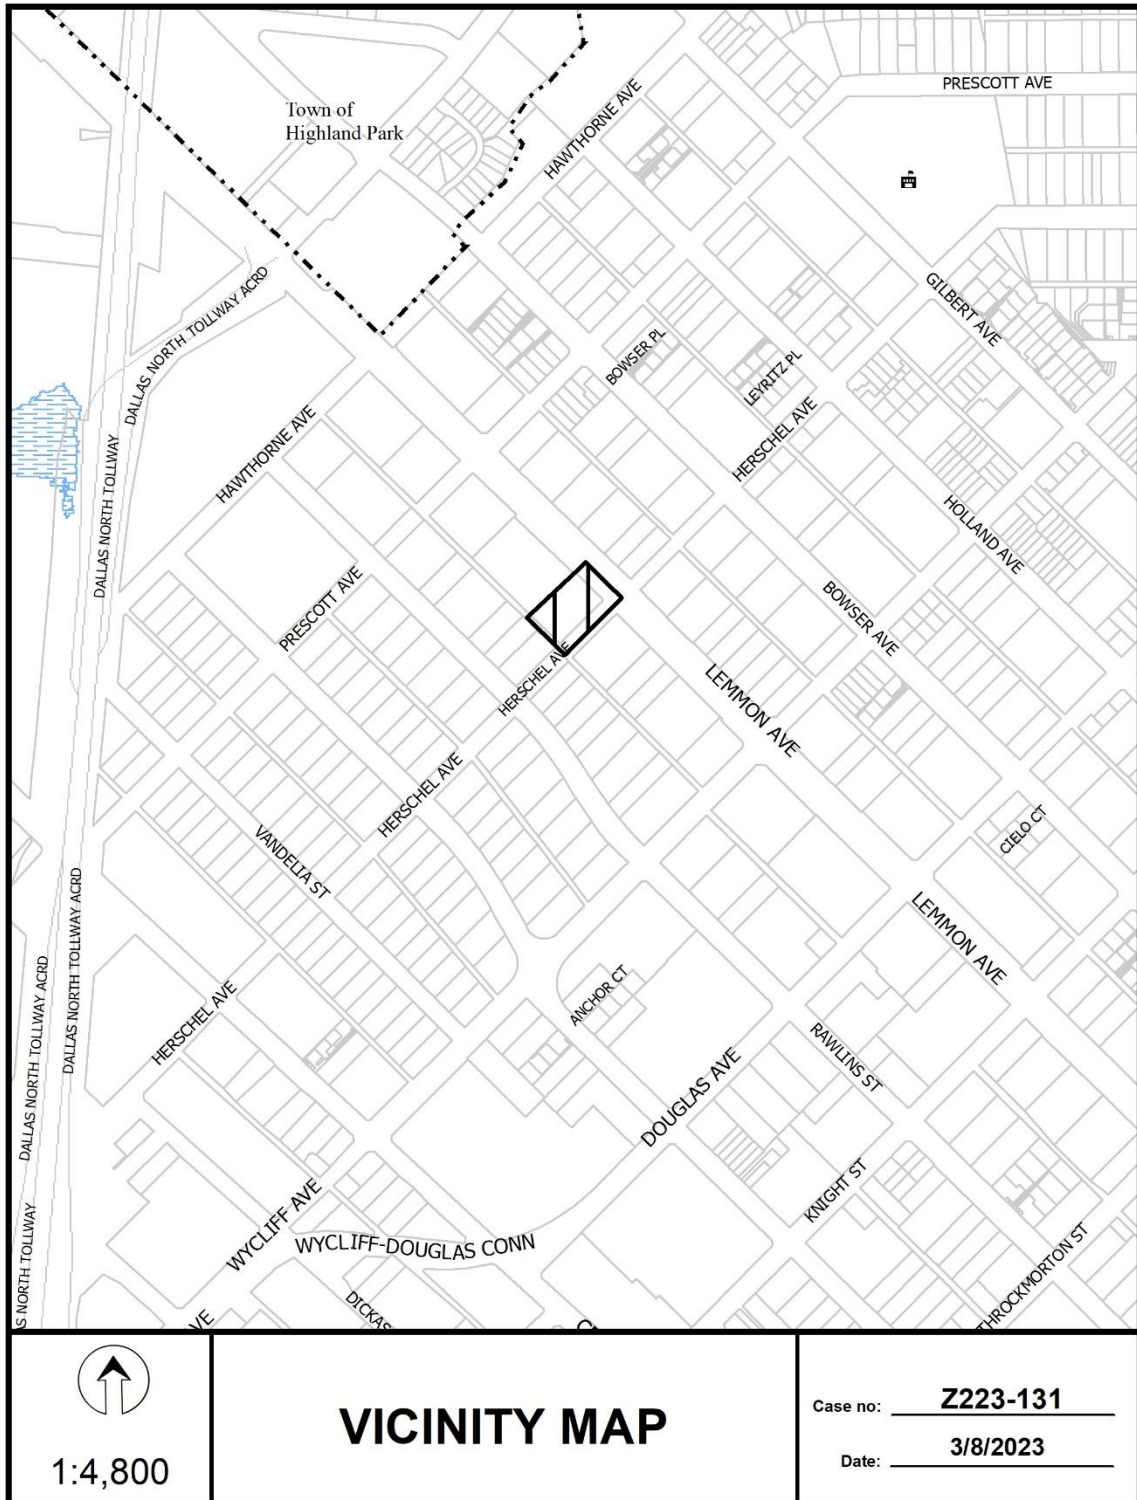 PRESCOTT AVE
Town of
Highland Park
HAWTHORNE AVE
GILBERT AVE
DALLAS NORTH TOLLWAY ACRD
BOWSER PL
LEYRITZ PL
HERSCHEL AVE
HAWTHORNE AVE
DALLAS NORTH TOLLWAY
HOLLAND AVE
PRESCOTT AVE
BOWSER AVE
HERSCHEL AVE
LEMMON AVE
HERSCHEL AVE
CIELO CT
VANDELIA ST
LEMMON AVE
DALLAS NORTH TOLLWAY ACRD
DALLAS NORTH TOLLWAY ACRD
HERSCHEL AVE
ANCHOR CT
RAWLINS ST
DOUGLAS AVE
KNIGHT ST
WYCLIFF AVE
WYCLIFF-DOUGLAS CONN
THROCKMORTON ST
S NORTH TOLLWAY
DICKAS
VE
1:4,800
VICINITY MAP
Case no: Z223-131
Date: 3/8/2023